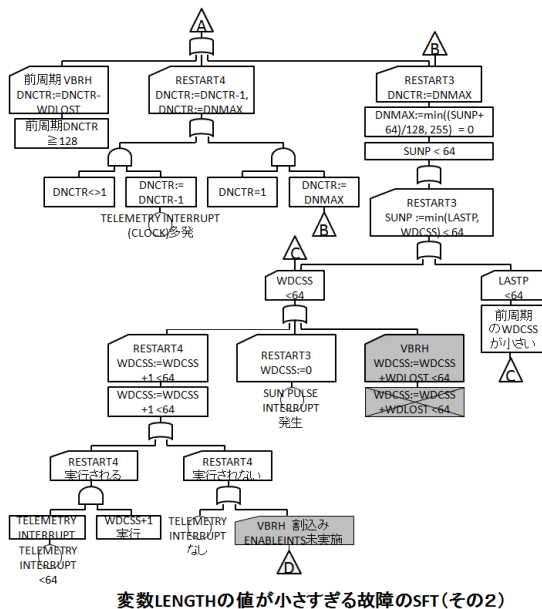 A
B
前周期VBRH
DNCTR:=DNCTR-
WDLOST
前周期DNCTR
≧128
RESTART4
DNCTR:=DNCTR-1,
DNCTR:=DNMAX
RESTART3
DNCTR:=DNMAX
DNMAX:=min((SUNP+
64)/128, 255) = 0
SUNP < 64
DNCTR<>1
DNCTR:=
DNCTR-1
TELEMETRY INTERRUPT
(CLOCK)多発
DNCTR=1
DNCTR:=
DNMAX
B
RESTART3
SUNP :=min(LASTP,
WDCSS) < 64
C
WDCSS
<64
LASTP
<64
前周期
のWDCSS
が小さい
C
RESTART4
WDCSS:=WDCSS
+1 <64
WDCSS:=WDCSS
+1 <64
RESTART3
WDCSS:=0
SUN PULSE
INTERRUPT
発生
VBRH
WDCSS:=WDCSS
+WDLOST <64
WDCSS:=WDCSS
+WDLOST <64
RESTART4
実行される
RESTART4
実行されない
TELEMETRY
INTERRUPT
TELEMETRY
INTERRUPT
<64
WDCSS+1
実行
TELEMETRY
INTERRUPT
なし
VBRH 割込み
ENABLEINTS未実施
D
変数LENGTHの値が小さすぎる故障のSFT（その２）